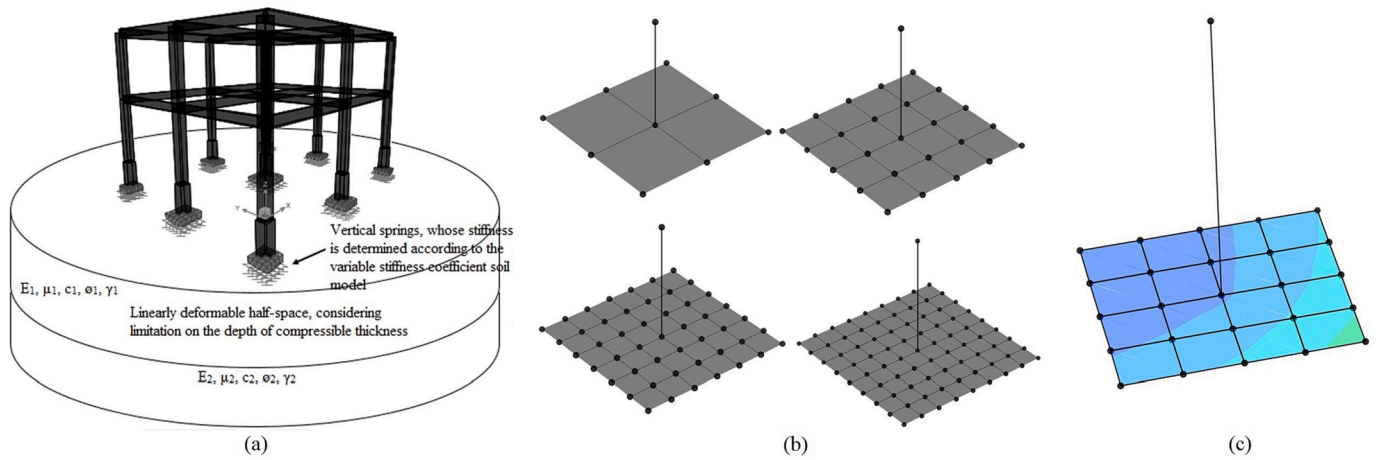 Y
X
Vertical springs, whose stiffness
is determined according to the
variable stiffness coefficient soil
model
E1, μ1, c1, ø1, γ1
Linearly deformable half-space, considering
limitation on the depth of compressible thickness
E2, μ2, c2, ø2, γ2
(a)
(b)
(c)